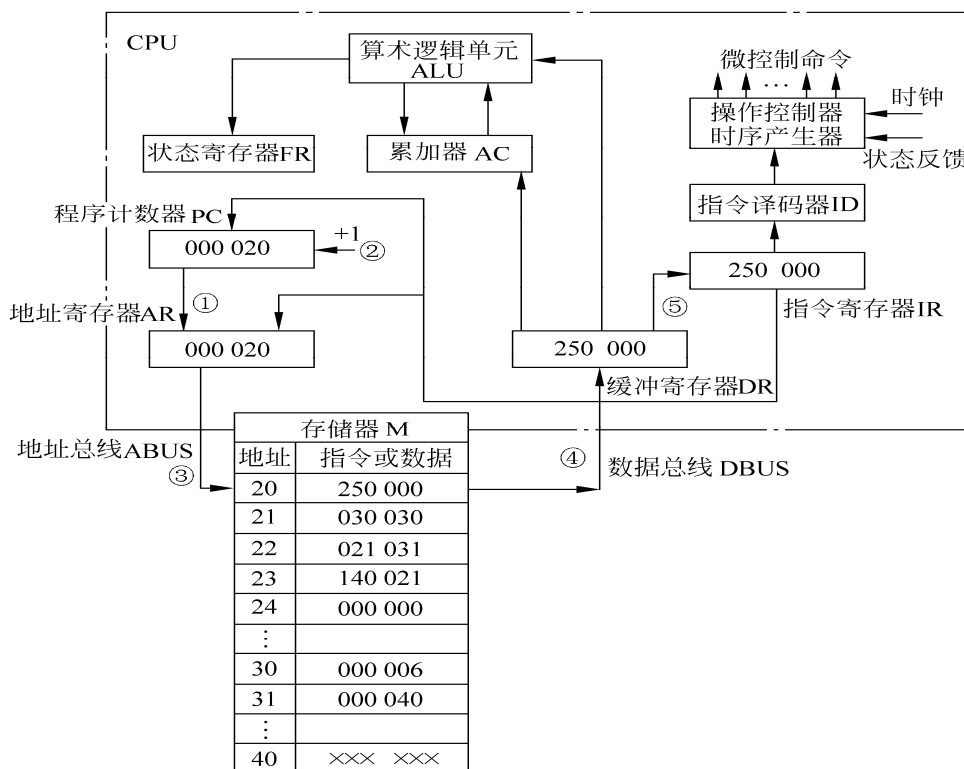 CPU
算术逻辑单元
ALU
微控制命令
…
操作控制器
时序产生器
时钟
状态反馈
状态寄存器FR
累加器 AC
指令译码器ID
程序计数器PC
000 020
+1
②
250 000
①
⑤
指令寄存器IR
地址寄存器AR
000 020
250 000
缓冲寄存器DR
存储器 M
地址总线ABUS
③
地址 指令或数据
④
数据总线 DBUS
20 250 000
21 030 030
22 021 031
23 140 021
24 000 000
⋮
30 000 006
31 000 040
⋮
40 ××× ×××